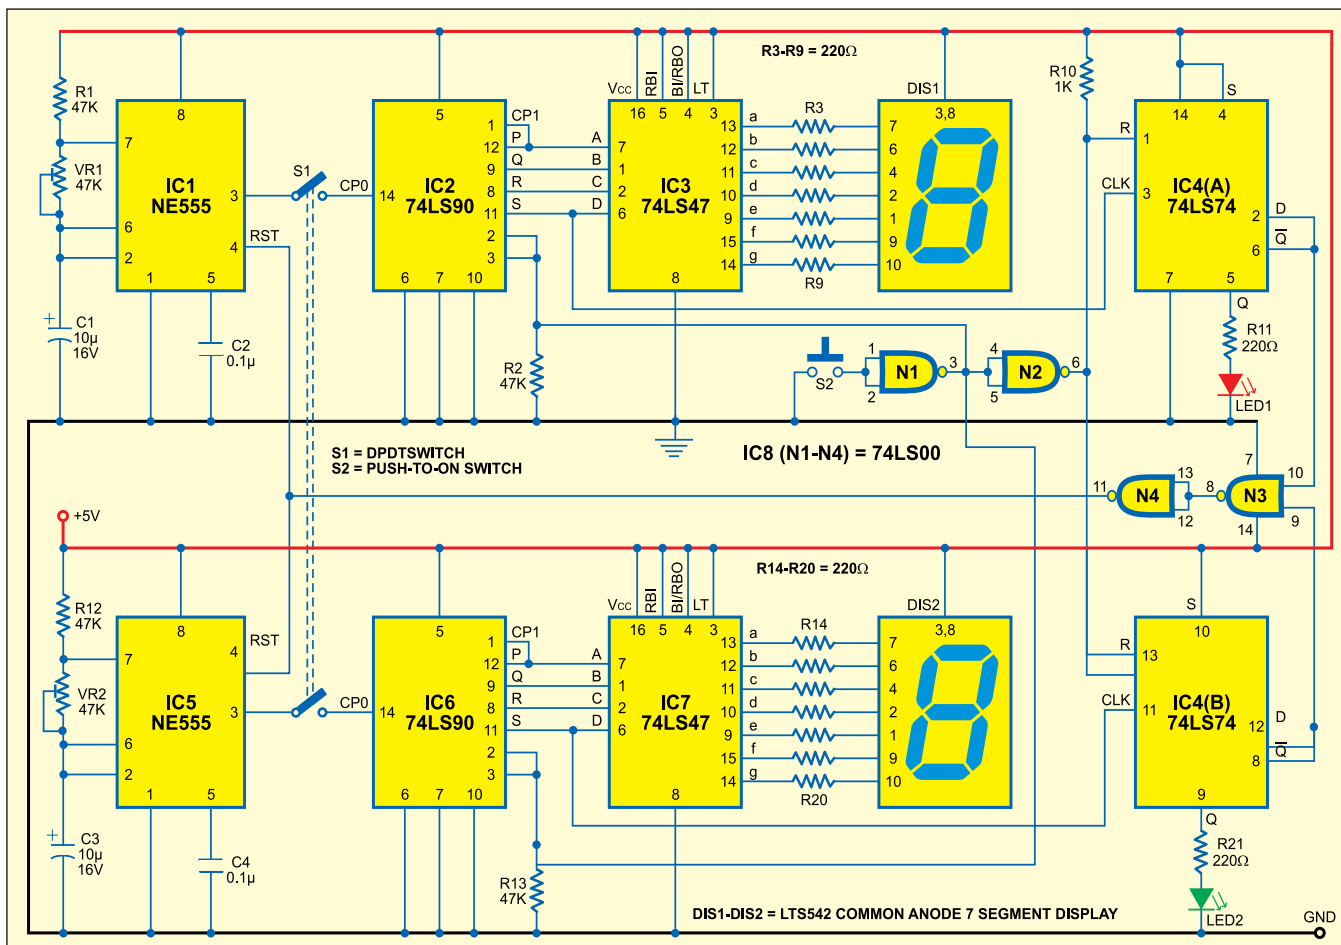 R3-R9 = 220Ω
R1
47K
VR1
47K
C1
10µ
16V
+
8
7
6
2
3
4
1
5
IC1
NE555
RST
C2
0.1µ
S1
CP0
5
14
IC2
74LS90
1
12
9
8
11
2
3
6
7
10
CP1
P
Q
R
S
R2
47K
A
B
C
D
VCC
RBI
BI/RBO
LT
16
5
4
3
7
1
2
6
IC3
74LS47
13
12
11
10
9
15
14
8
a
b
c
d
e
f
g
R3
R9
DIS1
3,8
7
6
4
2
1
9
10
R10
1K
R
CLK
S
14
4
1
3
IC4(A)
74LS74
2
6
7
5
D
Q
Q
R11
220Ω
LED1
S2
1
2
N1
3
4
5
N2
6
S1 = DPDTSWITCH
S2 = PUSH-TO-ON SWITCH
IC8 (N1-N4) = 74LS00
11
N4
13
12
8
N3
7
10
9
14
+5V
R14-R20 = 220Ω
R12
47K
VR2
47K
C3
10µ
16V
+
8
7
6
2
4
3
1
5
IC5
NE555
RST
C4
0.1µ
CP0
5
14
IC6
74LS90
1
12
9
8
11
2
3
6
7
10
CP1
P
Q
R
S
R13
47K
A
B
C
D
VCC
RBI
BI/RBO
LT
16
5
4
3
7
1
2
6
IC7
74LS47
13
12
11
10
9
15
14
8
a
b
c
d
e
f
g
R14
R20
DIS2
3,8
7
6
4
2
1
9
10
S
10
R
13
CLK
11
IC4(B)
74LS74
12
8
9
D
Q
Q
R21
220Ω
LED2
DIS1-DIS2 = LTS542 COMMON ANODE 7 SEGMENT DISPLAY
GND